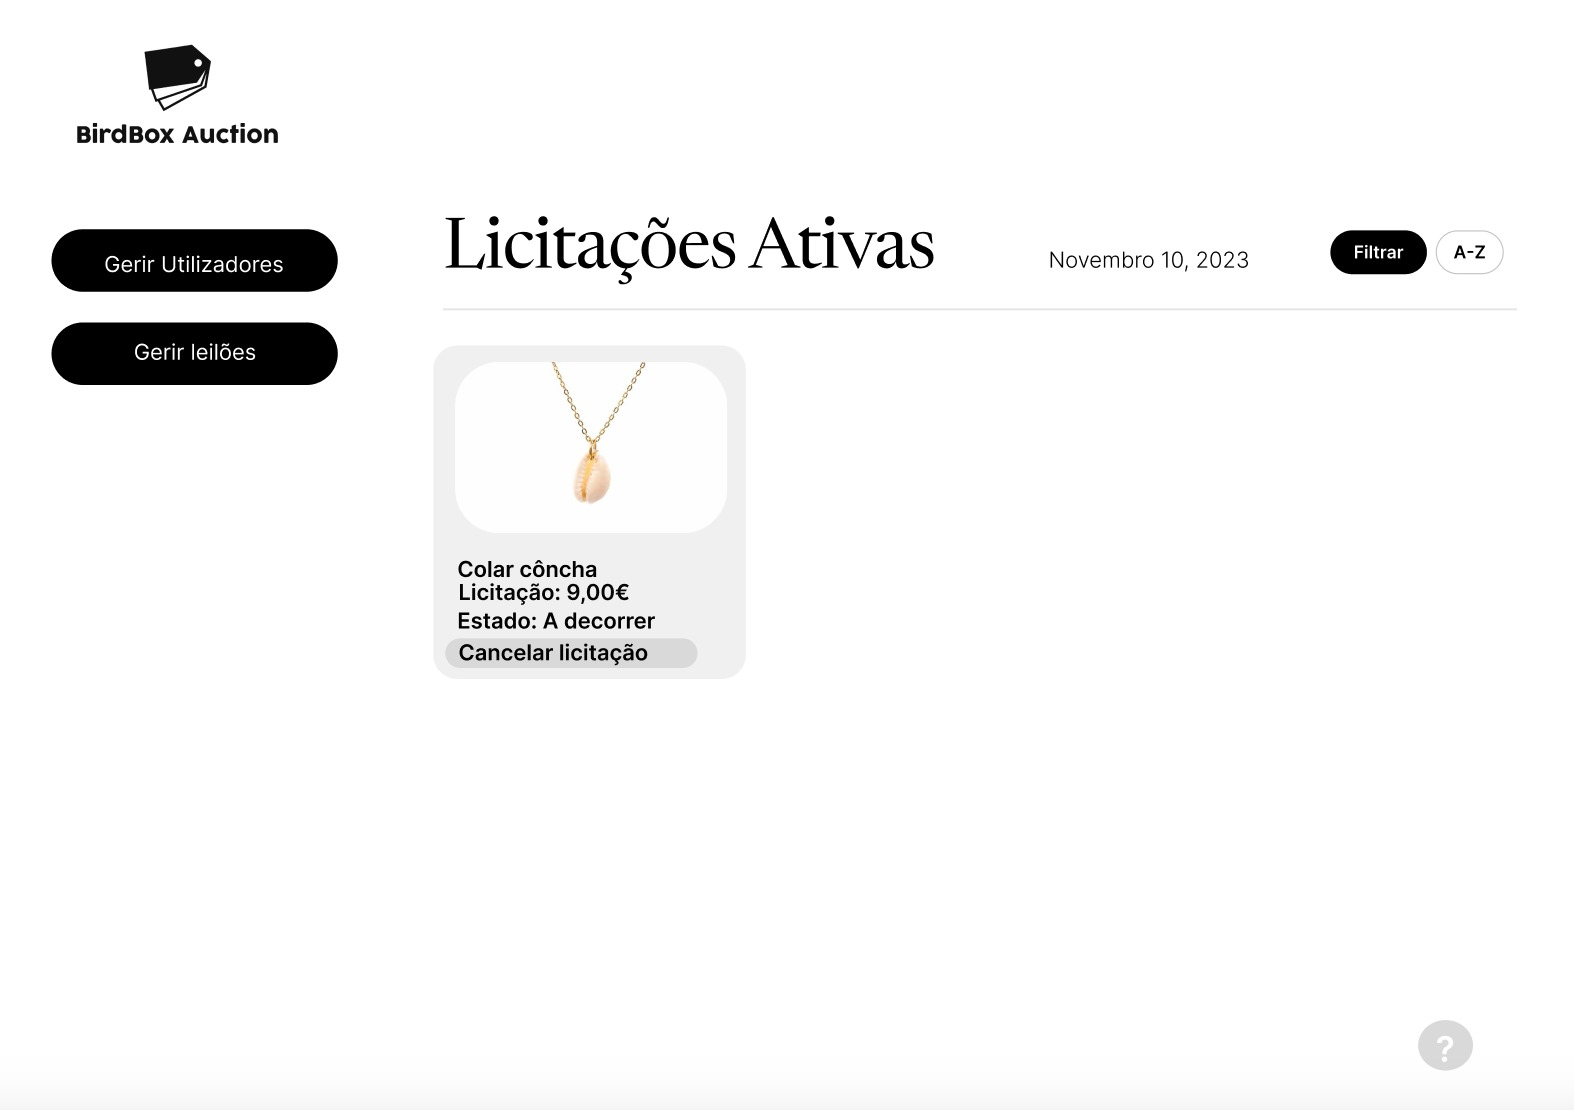 BirdBox Auction
Gerir Utilizadores
Gerir leilões
Licitações Ativas
Novembro 10, 2023
Filtrar
A-Z
Colar côncha
Licitação: 9,00€
Estado: A decorrer
Cancelar licitação
?